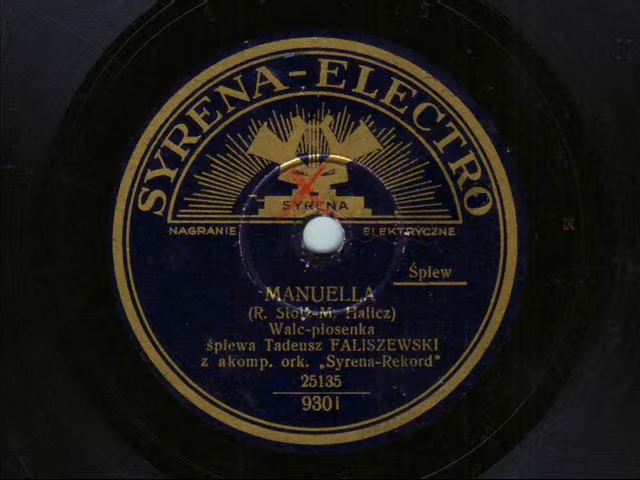 SYRENA-ELECTRO
SYRENA
NAGRANIE ELEKTRYCZNE
Śpiew
MANUELLA
(R. Stolz-M. Halicz)
Walc-piosenka
śpiewa Tadeusz FALISZEWSKI
z akomp. ork. „Syrena-Rekord"
25135
9301